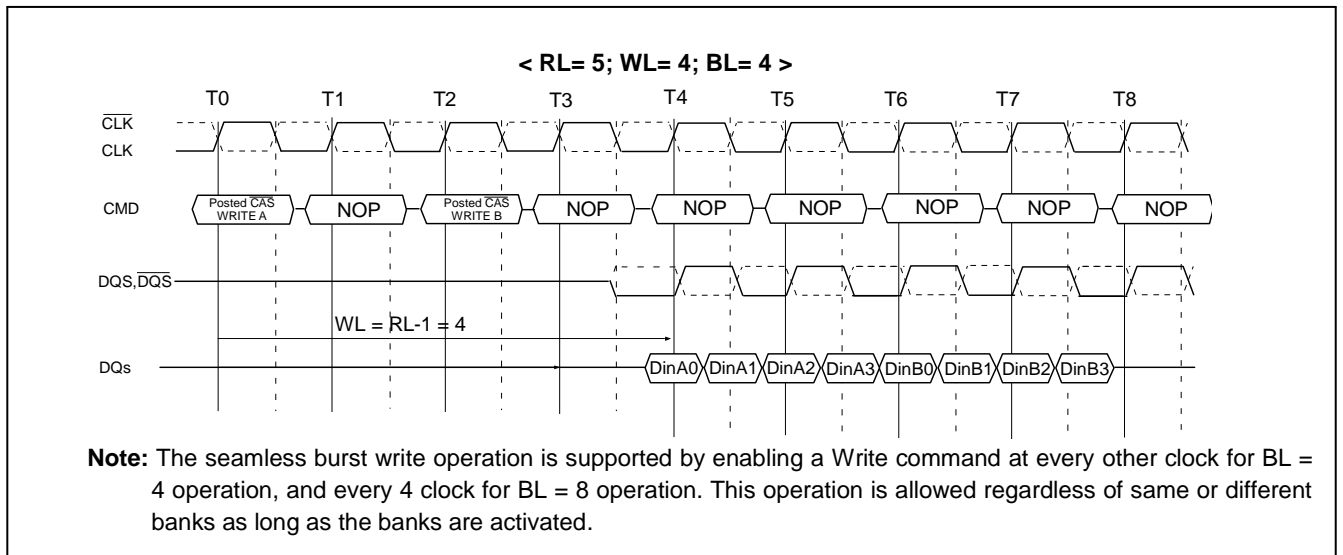 < RL= 5; WL= 4; BL= 4 >
T0 T1 T2 T3 T4 T5 T6 T7 T8
CLK
CLK
CMD
Posted CAS WRITE A
NOP
Posted CAS WRITE B
NOP
NOP
NOP
NOP
NOP
NOP
DQS,DQS
WL = RL-1 = 4
DQs
DinA0 DinA1 DinA2 DinA3 DinB0 DinB1 DinB2 DinB3
Note: The seamless burst write operation is supported by enabling a Write command at every other clock for BL =
4 operation, and every 4 clock for BL = 8 operation. This operation is allowed regardless of same or different
banks as long as the banks are activated.